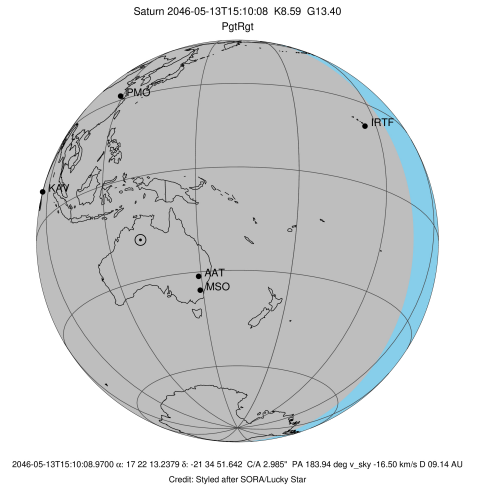 Saturn 2046-05-13T15:10:08 K8.59 G13.40
PgtRgt
PMO
IRTF
KAV
AAT
MSO
2046-05-13T15:10:08.9700 α: 17 22 13.2379 δ: -21 34 51.642 C/A 2.985" PA 183.94 deg v_sky -16.50 km/s D 09.14 AU
Credit: Styled after SORA/Lucky Star